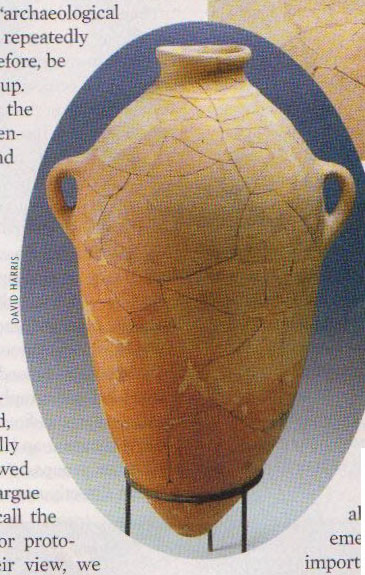 "archaeological
repeatedly
efore, be
up.
the
en-
nd
DAVID HARRIS
d,
lly
wed
argue
call the
or proto-
eir view, we
al
eme
import